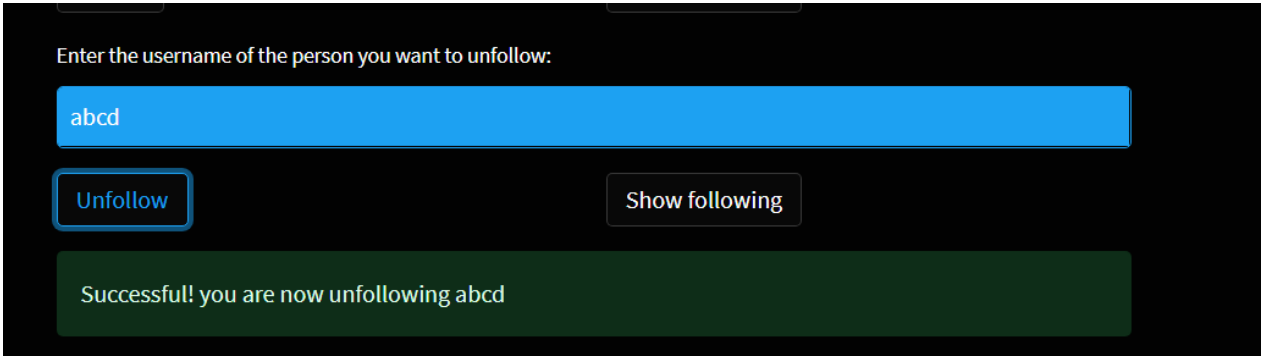 Enter the username of the person you want to unfollow:
abcd
Unfollow
Show following
Successful! you are now unfollowing abcd